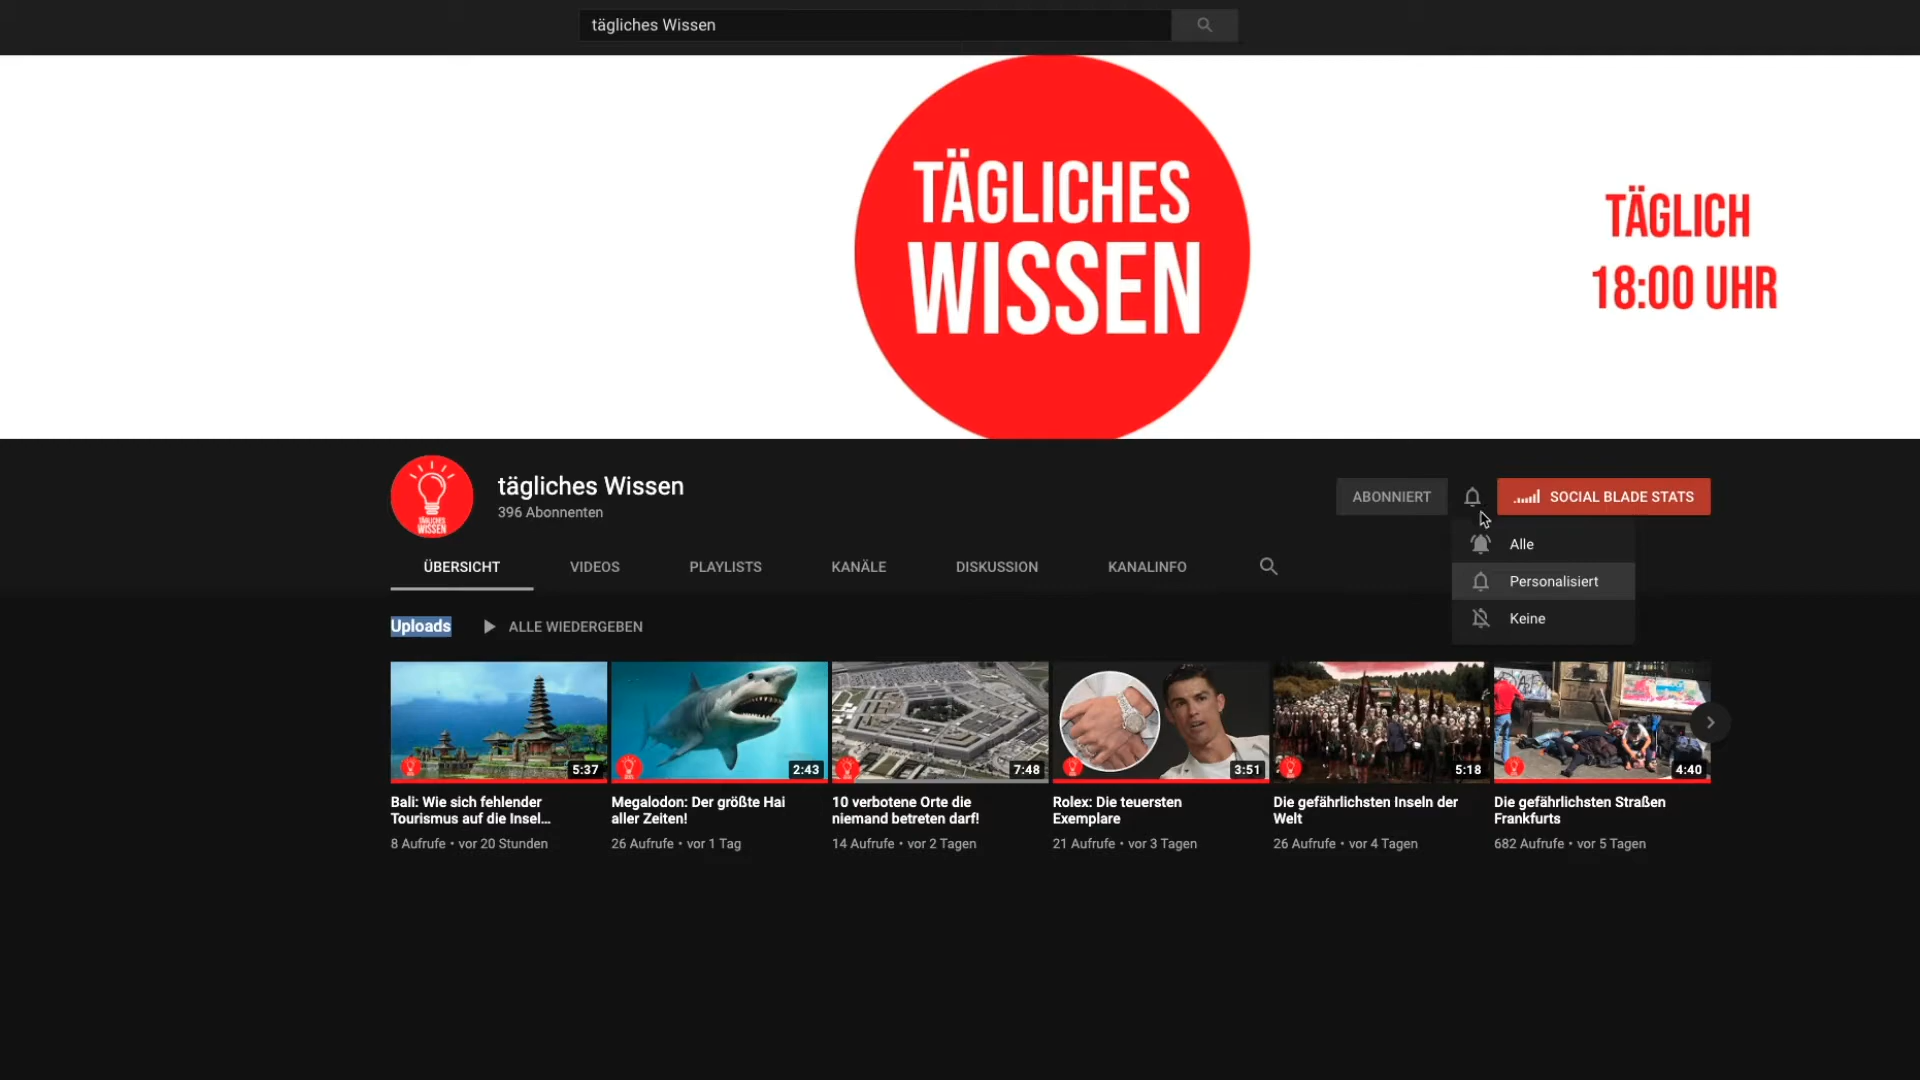 tägliches Wissen
TÄGLICHES
WISSEN
TÄGLICH
18:00 UHR
TÄGLICHES
WISSEN
tägliches Wissen
396 Abonnenten
ABONNIERT
SOCIAL BLADE STATS
Alle
Personalisiert
Keine
ÜBERSICHT VIDEOS PLAYLISTS KANÄLE DISKUSSION KANALINFO
Uploads ALLE WIEDERGEBEN
5:37 2:43 7:48 3:51 5:18 4:40
Bali: Wie sich fehlender
Tourismus auf die Insel...
8 Aufrufe • vor 20 Stunden
Megalodon: Der größte Hai
aller Zeiten!
26 Aufrufe • vor 1 Tag
10 verbotene Orte die
niemand betreten darf!
14 Aufrufe • vor 2 Tagen
Rolex: Die teuersten
Exemplare
21 Aufrufe • vor 3 Tagen
Die gefährlichsten Inseln der
Welt
26 Aufrufe • vor 4 Tagen
Die gefährlichsten Straßen
Frankfurts
682 Aufrufe • vor 5 Tagen